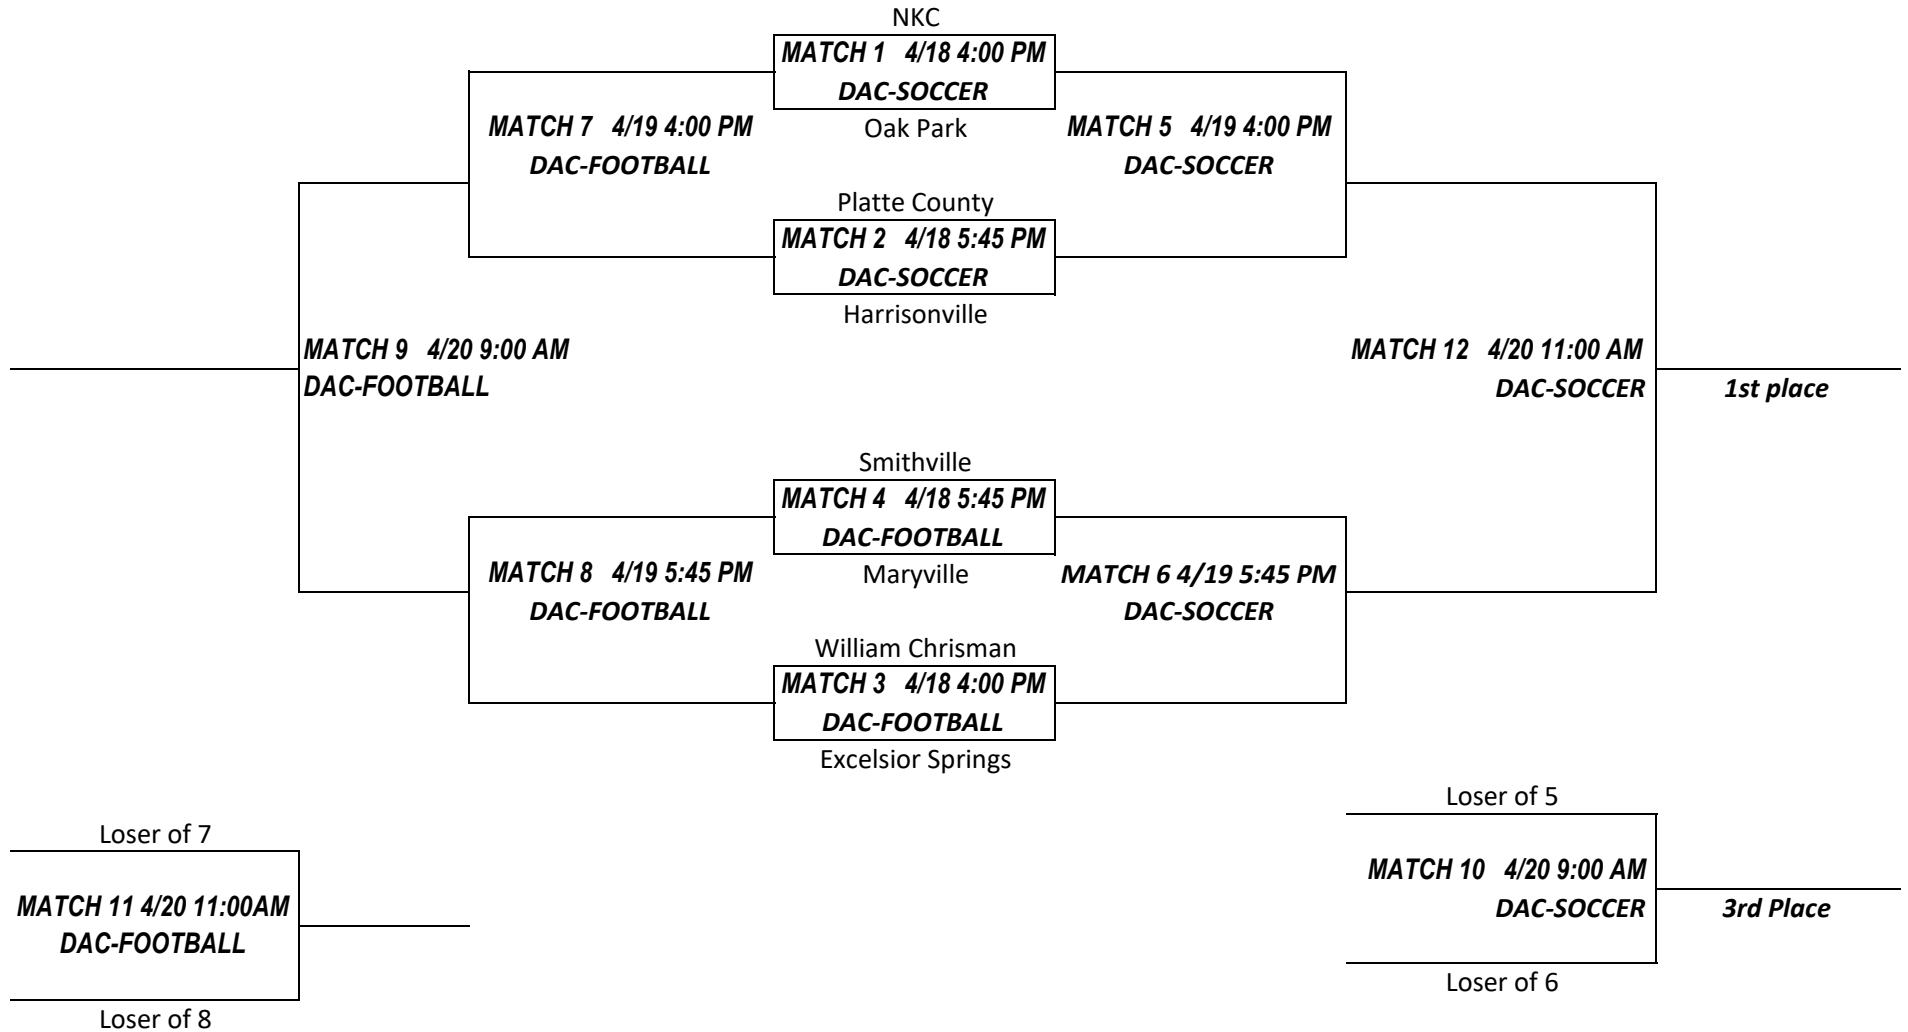 NKC
MATCH 1 4/18 4:00 PM
DAC-SOCCER
Oak Park
MATCH 7 4/19 4:00 PM
DAC-FOOTBALL
MATCH 5 4/19 4:00 PM
DAC-SOCCER
Platte County
MATCH 2 4/18 5:45 PM
DAC-SOCCER
Harrisonville
MATCH 9 4/20 9:00 AM
DAC-FOOTBALL
MATCH 12 4/20 11:00 AM
DAC-SOCCER
1st place
Smithville
MATCH 4 4/18 5:45 PM
DAC-FOOTBALL
Maryville
MATCH 8 4/19 5:45 PM
DAC-FOOTBALL
MATCH 6 4/19 5:45 PM
DAC-SOCCER
William Chrisman
MATCH 3 4/18 4:00 PM
DAC-FOOTBALL
Excelsior Springs
Loser of 7
MATCH 11 4/20 11:00AM
DAC-FOOTBALL
Loser of 8
Loser of 5
MATCH 10 4/20 9:00 AM
DAC-SOCCER
3rd Place
Loser of 6